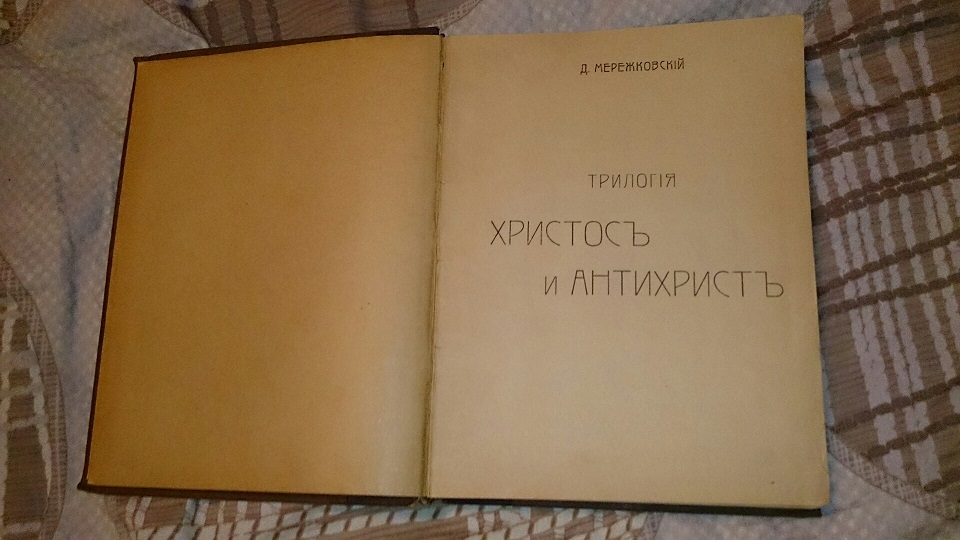 Д. МЕРЕЖКОВСКІЙ
ТРИЛОГІЯ
ХРИСТОСЪ
И АНТИХРИСТЪ